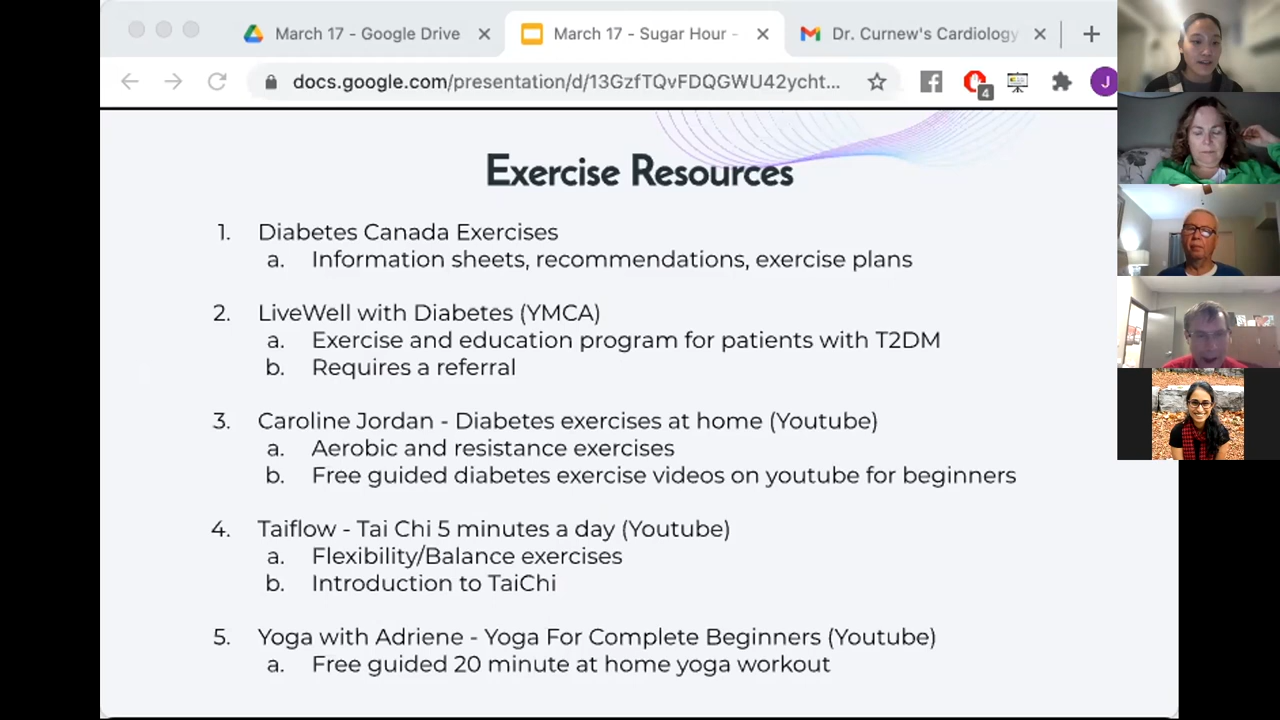 March 17 - Google Drive
March 17 - Sugar Hour -
Dr. Curnew's Cardiology
docs.google.com/presentation/d/13GzfTQvFDQGWU42ycht...
4
J
Exercise Resources
1. Diabetes Canada Exercises
a. Information sheets, recommendations, exercise plans
2. LiveWell with Diabetes (YMCA)
a. Exercise and education program for patients with T2DM
b. Requires a referral
3. Caroline Jordan - Diabetes exercises at home (Youtube)
a. Aerobic and resistance exercises
b. Free guided diabetes exercise videos on youtube for beginners
4. Taiflow - Tai Chi 5 minutes a day (Youtube)
a. Flexibility/Balance exercises
b. Introduction to TaiChi
5. Yoga with Adriene - Yoga For Complete Beginners (Youtube)
a. Free guided 20 minute at home yoga workout